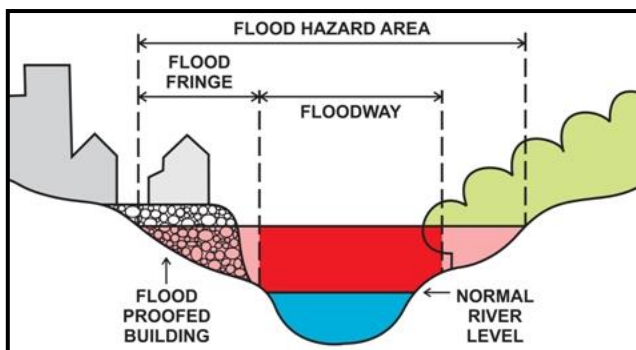 FLOOD HAZARD AREA
FLOOD
FRINGE
FLOODWAY
FLOOD
PROOFED
BUILDING
NORMAL
RIVER
LEVEL